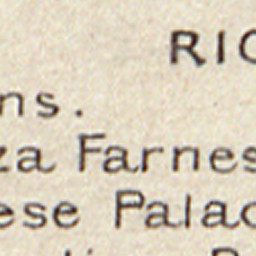 RIC
ns.
za Farnes
ese Palac